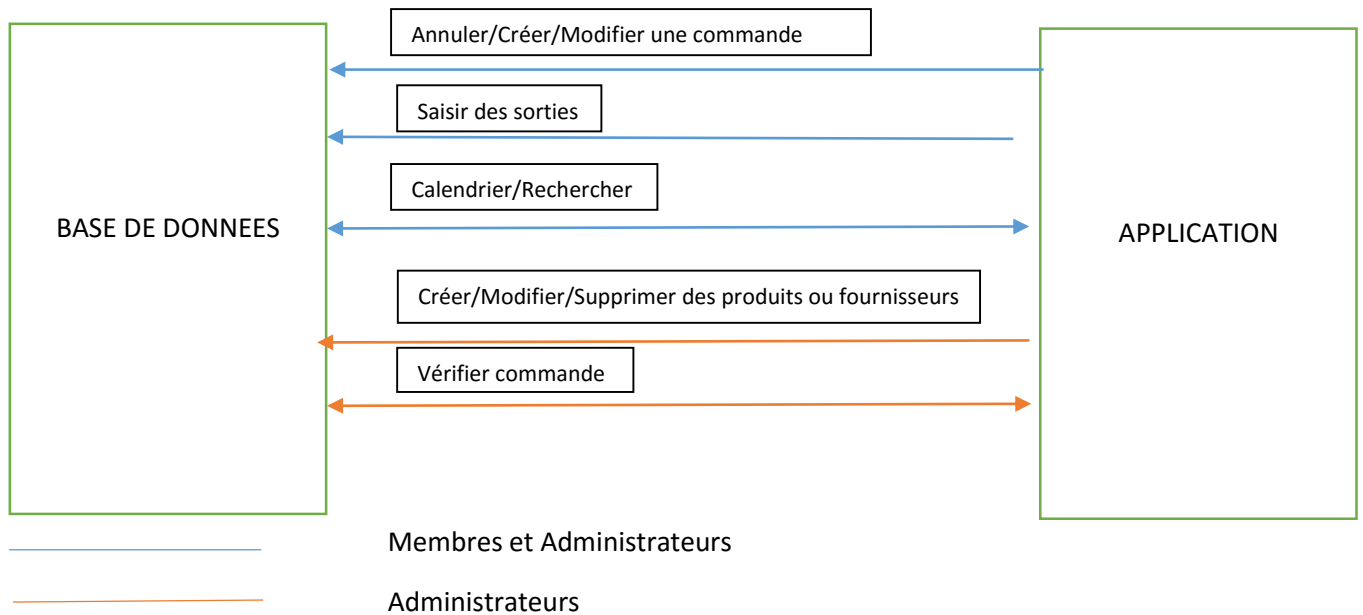 Annuler/Créer/Modifier une commande
Saisir des sorties
Calendrier/Rechercher
BASE DE DONNEES
APPLICATION
Créer/Modifier/Supprimer des produits ou fournisseurs
Vérifier commande
Membres et Administrateurs
Administrateurs